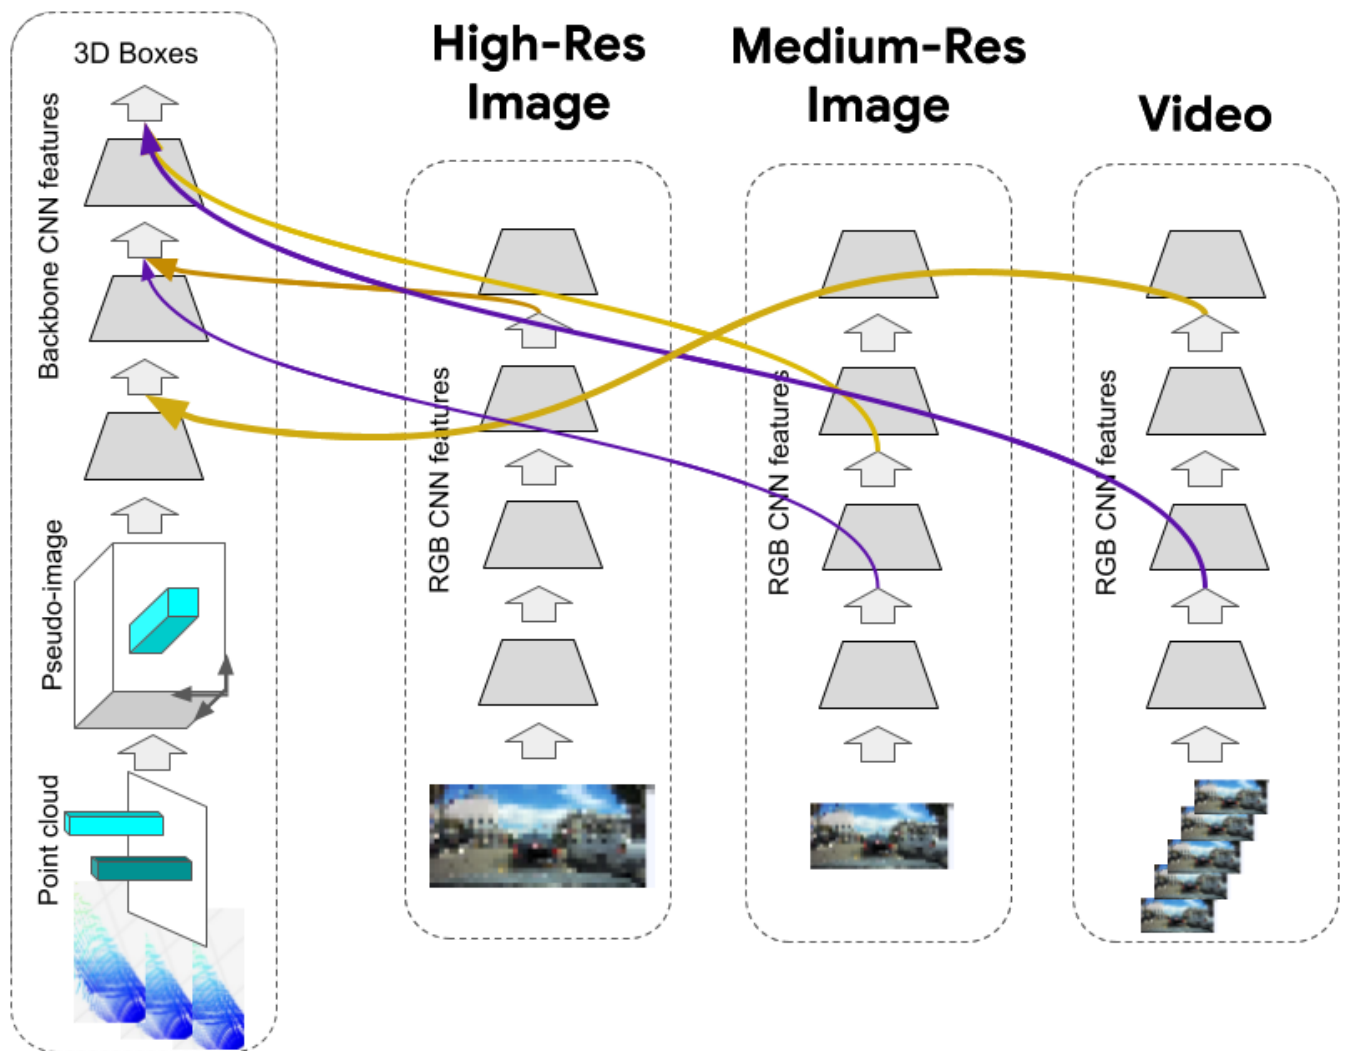 3D Boxes
Backbone CNN features
Pseudo-image
Point cloud
High-Res
Image
RGB CNN features
Medium-Res
Image
RGB CNN features
Video
RGB CNN features